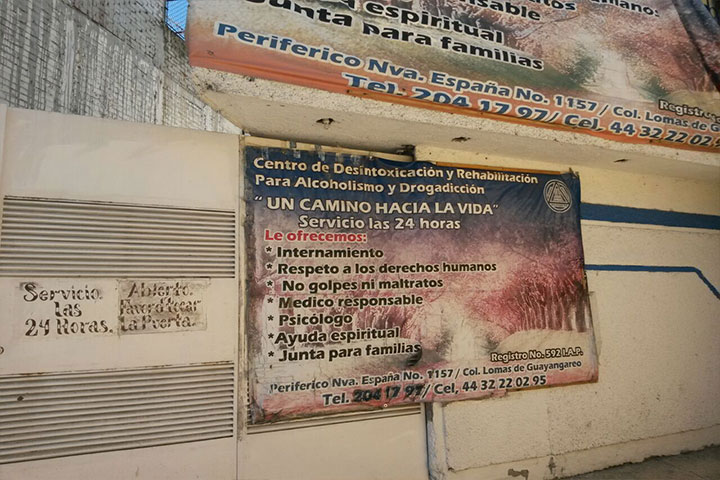 espiritual
Junta para familias
Periferico Nva. España No. 1157 / Col. Lomas de
Tel. 204 17 97/ Cel, 44 32 22 02 95
Registro
Centro de Desintoxicación y Rehabilitación
Para Alcoholismo y Drogadicción
"UN CAMINO HACIA LA VIDA"
Servicio las 24 horas
Le ofrecemos:
* Internamiento
* Respeto a los derechos humanos
* No golpes ni maltratos
* Medico responsable
* Psicólogo
*Ayuda espiritual
* Junta para familias
Registro No. 592 I.A.P.
Periferico Nva. España No. 1157 / Col. Lomas de Guayangareo
Tel. 204 17 97/ Cel, 44 32 22 02 95
Servicio
las
24 Horas.
Abierto
favor d'tocar
La Puerta.